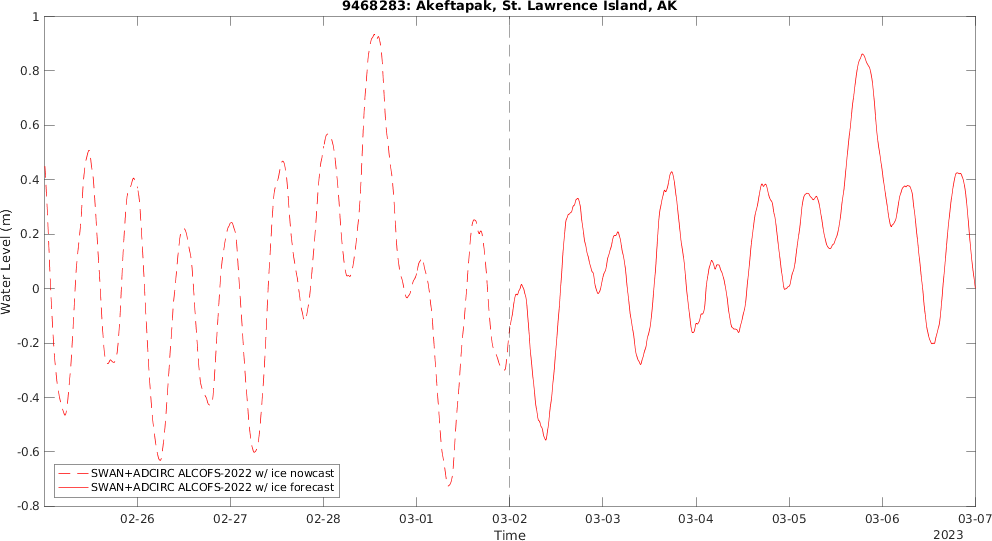 9468283: Akeftapak, St. Lawrence Island, AK
1
0.8
0.6
0.4
0.2
0
-0.2
-0.4
-0.6
-0.8
Water Level (m)
SWAN+ADCIRC ALCOFS-2022 w/ ice nowcast
SWAN+ADCIRC ALCOFS-2022 w/ ice forecast
02-26 02-27 02-28 03-01 03-02 03-03 03-04 03-05 03-06 03-07
Time
2023